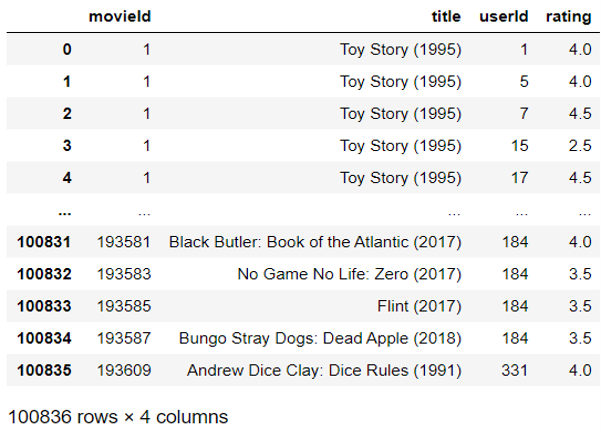 movieId title userId rating
0 1 Toy Story (1995) 1 4.0
1 1 Toy Story (1995) 5 4.0
2 1 Toy Story (1995) 7 4.5
3 1 Toy Story (1995) 15 2.5
4 1 Toy Story (1995) 17 4.5
... ... ... ... ...
100831 193581 Black Butler: Book of the Atlantic (2017) 184 4.0
100832 193583 No Game No Life: Zero (2017) 184 3.5
100833 193585 Flint (2017) 184 3.5
100834 193587 Bungo Stray Dogs: Dead Apple (2018) 184 3.5
100835 193609 Andrew Dice Clay: Dice Rules (1991) 331 4.0
100836 rows × 4 columns